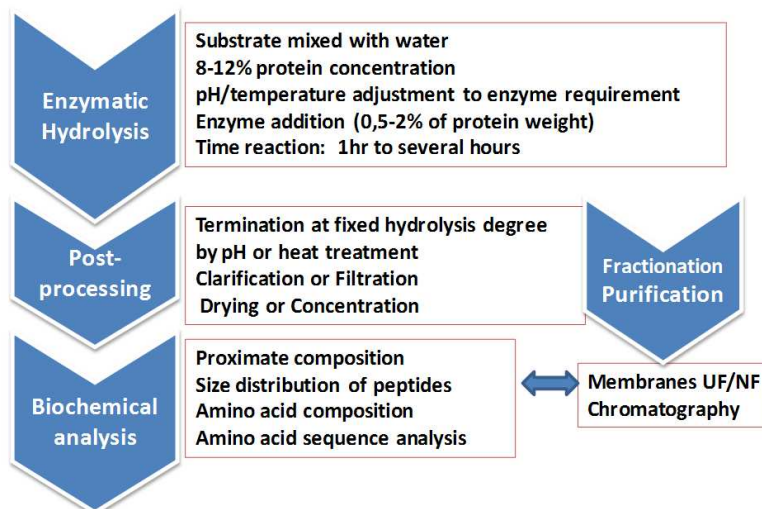 Enzymatic
Hydrolysis
Substrate mixed with water
8-12% protein concentration
pH/temperature adjustment to enzyme requirement
Enzyme addition (0,5-2% of protein weight)
Time reaction: 1hr to several hours
Post-
processing
Termination at fixed hydrolysis degree
by pH or heat treatment
Clarification or Filtration
Drying or Concentration
Fractionation
Purification
Biochemical
analysis
Proximate composition
Size distribution of peptides
Amino acid composition
Amino acid sequence analysis
Membranes UF/NF
Chromatography